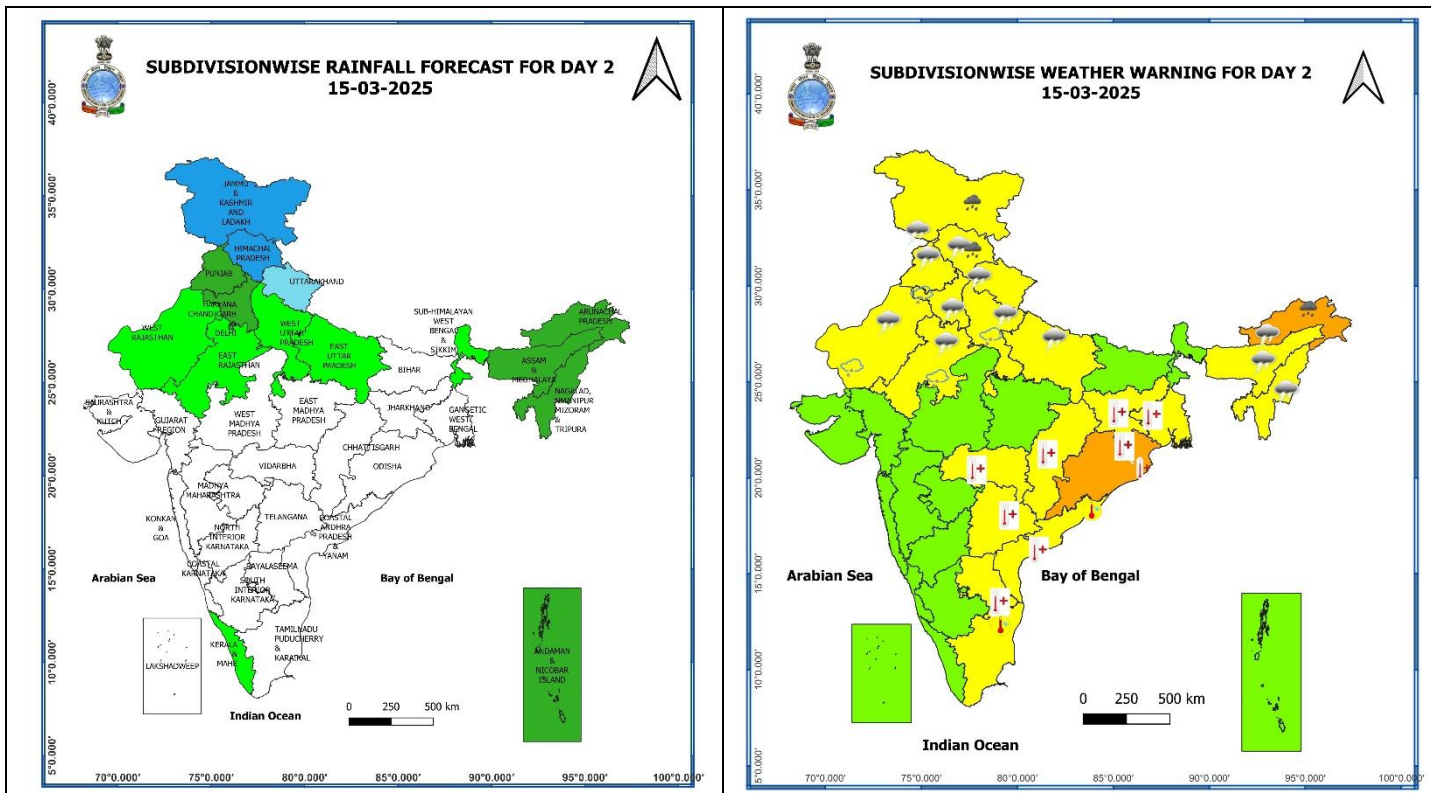 SUBDIVISIONWISE RAINFALL FORECAST FOR DAY 2
15-03-2025
40°0.000'
35°0.000'
30°0.000'
25°0.000'
20°0.000'
15°0.000'
10°0.000'
5°0.000'
JAMMU
&
KASHMIR
AND
LADAKH
HIMACHAL
PRADESH
PUNJAB
UTTARAKHAND
HARYANA
CHANDIGARH
&
DELHI
WEST
RAJASTHAN
EAST
RAJASTHAN
WEST
UTTAR
PRADESH
EAST
UTTAR
PRADESH
SUB-HIMALAYAN
WEST
BENGAL
&
SIKKIM
ARUNACHAL
PRADESH
ASSAM
&
MEGHALAYA
NAGALAD,
MANIPUR
MIZORAM
&
TRIPURA
BIHAR
JHARKHAND
GANGETIC
WEST
BENGAL
SAURASHTRA
&
KUTCH
GUJARAT
REGION
WEST
MADHYA
PRADESH
EAST
MADHYA
PRADESH
CHHATTISGARH
ODISHA
VIDARBHA
MADHYA
MAHARASHTRA
KONKAN
&
GOA
NORTH
INTERIOR
KARNATAKA
TELANGANA
COASTAL
ANDHRA
PRADESH
&
YANAM
COASTAL
KARNATAKA
RAYALASEEMA
SOUTH
INTERIOR
KARNATAKA
TAMILNADU
PUDUCHERRY
&
KARAIKAL
KERALA
&
MAHE
LAKSHADWEEP
ANDAMAN
&
NICOBAR
ISLAND
Arabian Sea
Bay of Bengal
Indian Ocean
0 250 500 km
70°0.000' 75°0.000' 80°0.000' 85°0.000' 90°0.000' 95°0.000' 100°0.000'
SUBDIVISIONWISE WEATHER WARNING FOR DAY 2
15-03-2025
40°0.000'
35°0.000'
30°0.000'
25°0.000'
20°0.000'
15°0.000'
10°0.000'
5°0.000'
Arabian Sea
Bay of Bengal
Indian Ocean
0 250 500 km
70°0.000' 75°0.000' 80°0.000' 85°0.000' 90°0.000' 95°0.000' 100°0.000'